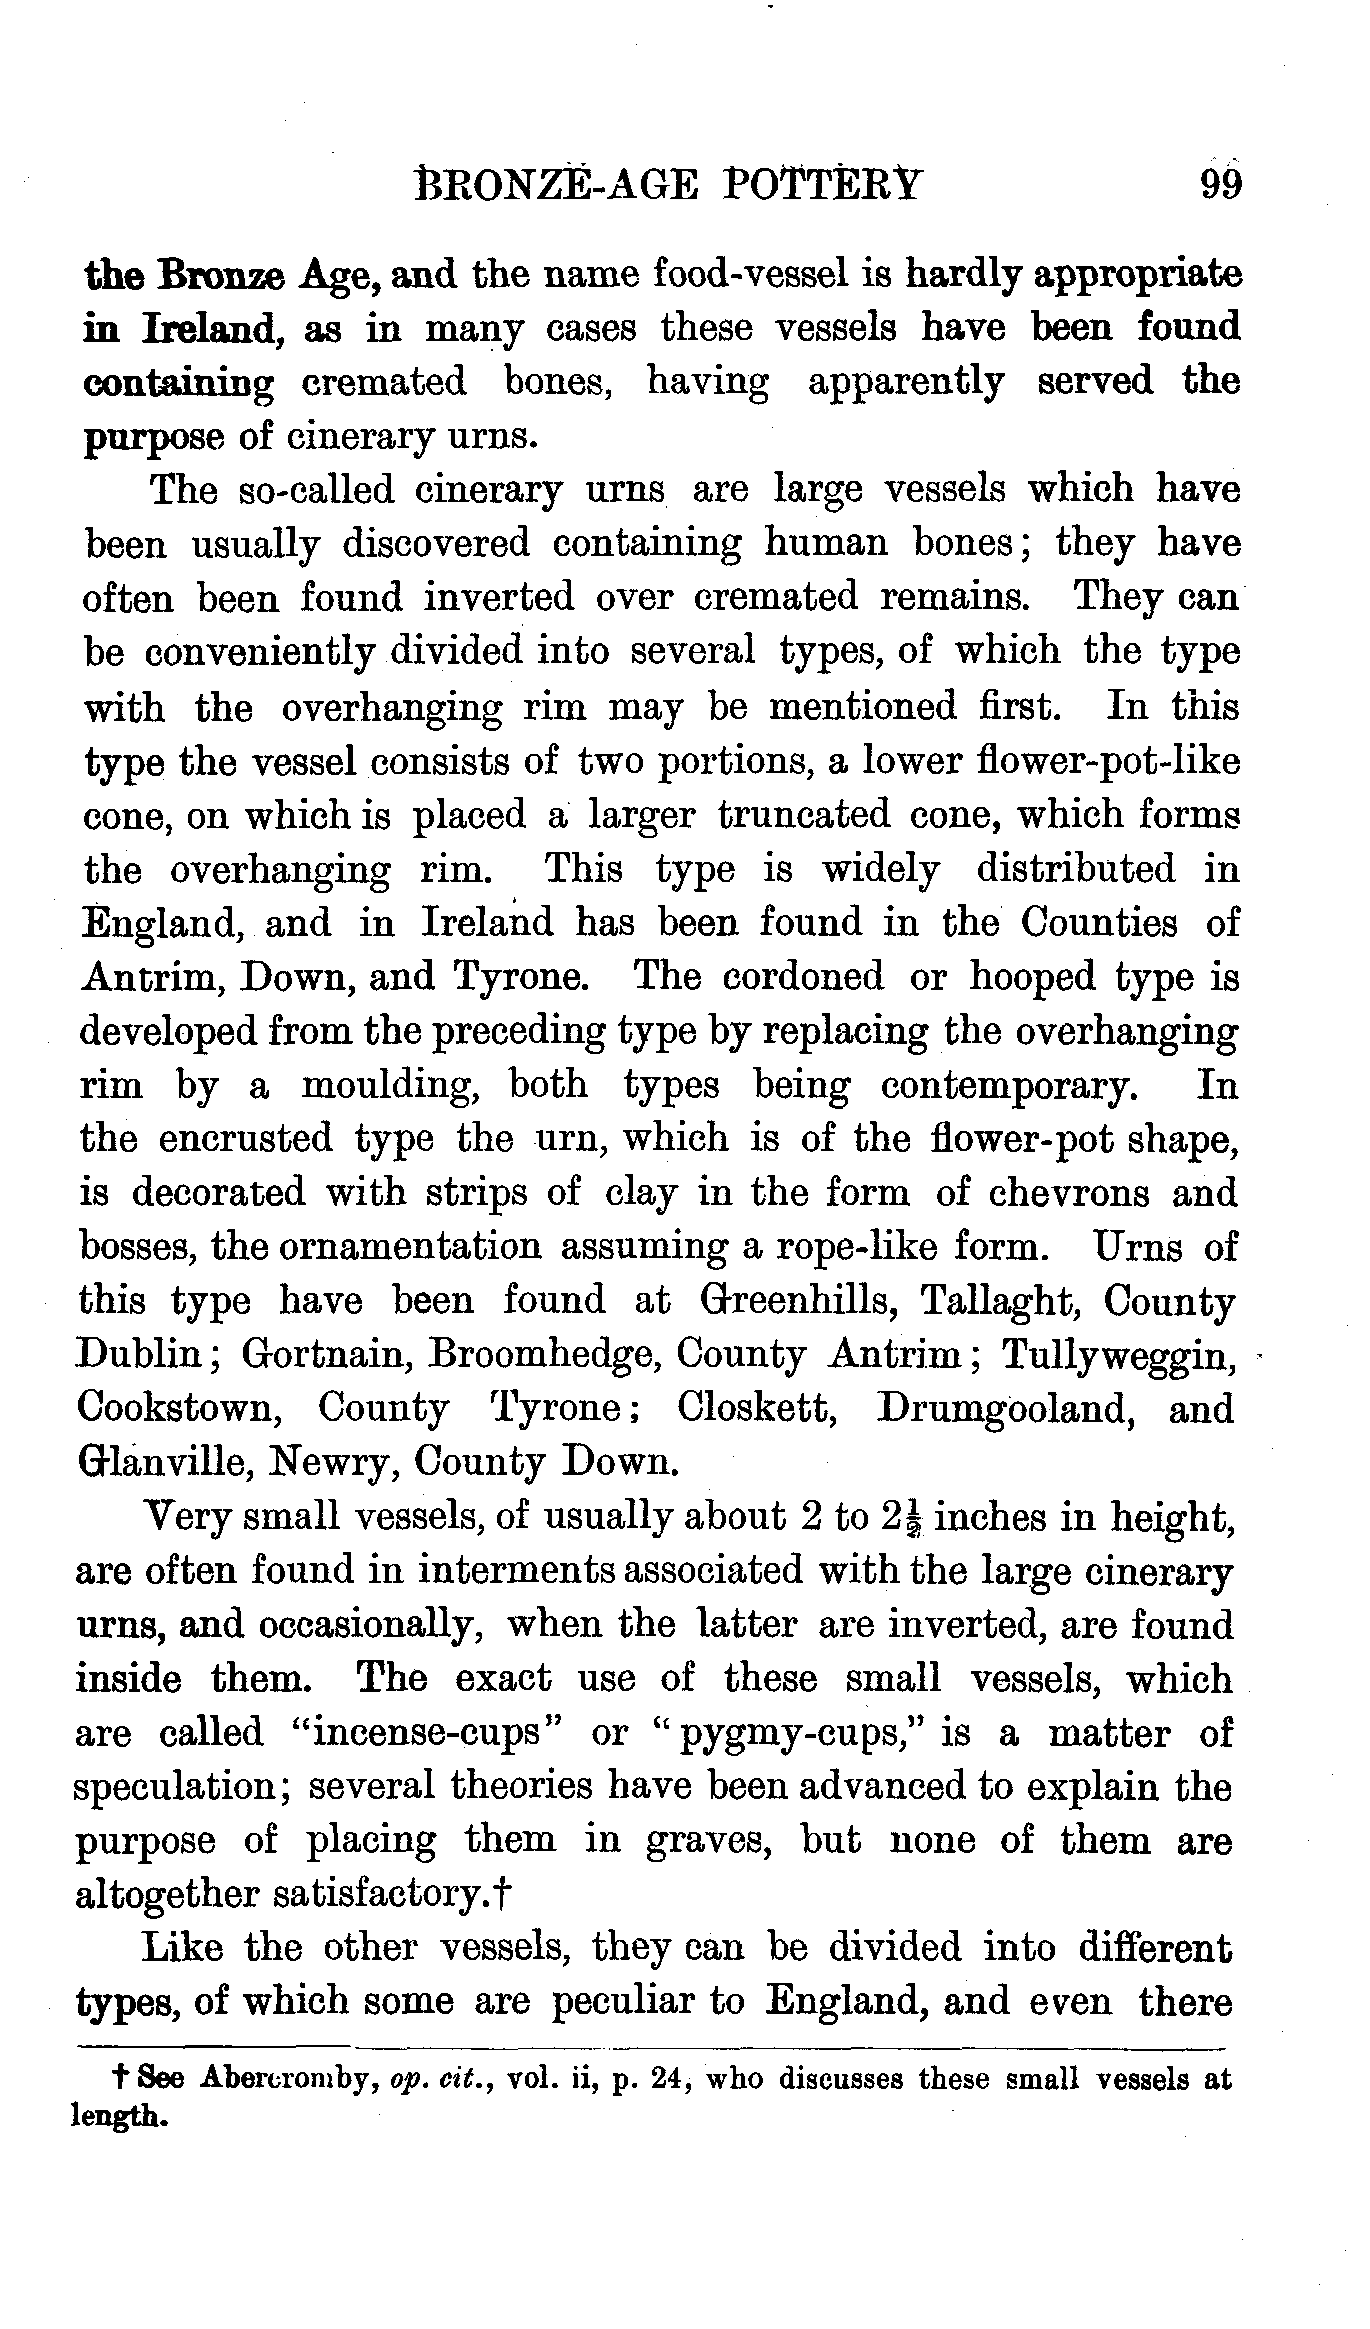 BRONZE-AGE POTTERY 99
the Bronze Age, and the name food-vessel is hardly appropriate
in Ireland, as in many cases these vessels have been found
containing cremated bones, having apparently served the
purpose of cinerary urns.
The so-called cinerary urns are large vessels which have
been usually discovered containing human bones; they have
often been found inverted over cremated remains. They can
be conveniently divided into several types, of which the type
with the overhanging rim may be mentioned first. In this
type the vessel consists of two portions, a lower flower-pot-like
cone, on which is placed a larger truncated cone, which forms
the overhanging rim. This type is widely distributed in
England, and in Ireland has been found in the Counties of
Antrim, Down, and Tyrone. The cordoned or hooped type is
developed from the preceding type by replacing the overhanging
rim by a moulding, both types being contemporary. In
the encrusted type the urn, which is of the flower-pot shape,
is decorated with strips of clay in the form of chevrons and
bosses, the ornamentation assuming a rope-like form. Urns of
this type have been found at Greenhills, Tallaght, County
Dublin; Gortnain, Broomhedge, County Antrim; Tullyweggin,
Cookstown, County Tyrone; Closkett, Drumgooland, and
Glanville, Newry, County Down.
Very small vessels, of usually about 2 to 2½ inches in height,
are often found in interments associated with the large cinerary
urns, and occasionally, when the latter are inverted, are found
inside them. The exact use of these small vessels, which
are called "incense-cups" or "pygmy-cups," is a matter of
speculation; several theories have been advanced to explain the
purpose of placing them in graves, but none of them are
altogether satisfactory.†
Like the other vessels, they can be divided into different
types, of which some are peculiar to England, and even there
† See Abercromby, op. cit., vol. ii, p. 24, who discusses these small vessels at
length.